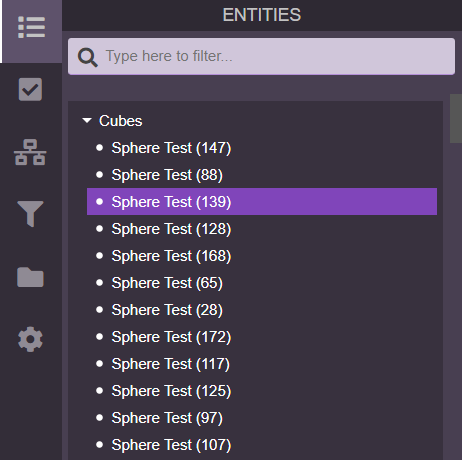 ENTITIES
Type here to filter...
Cubes
Sphere Test (147)
Sphere Test (88)
Sphere Test (139)
Sphere Test (128)
Sphere Test (168)
Sphere Test (65)
Sphere Test (28)
Sphere Test (172)
Sphere Test (117)
Sphere Test (125)
Sphere Test (97)
Sphere Test (107)